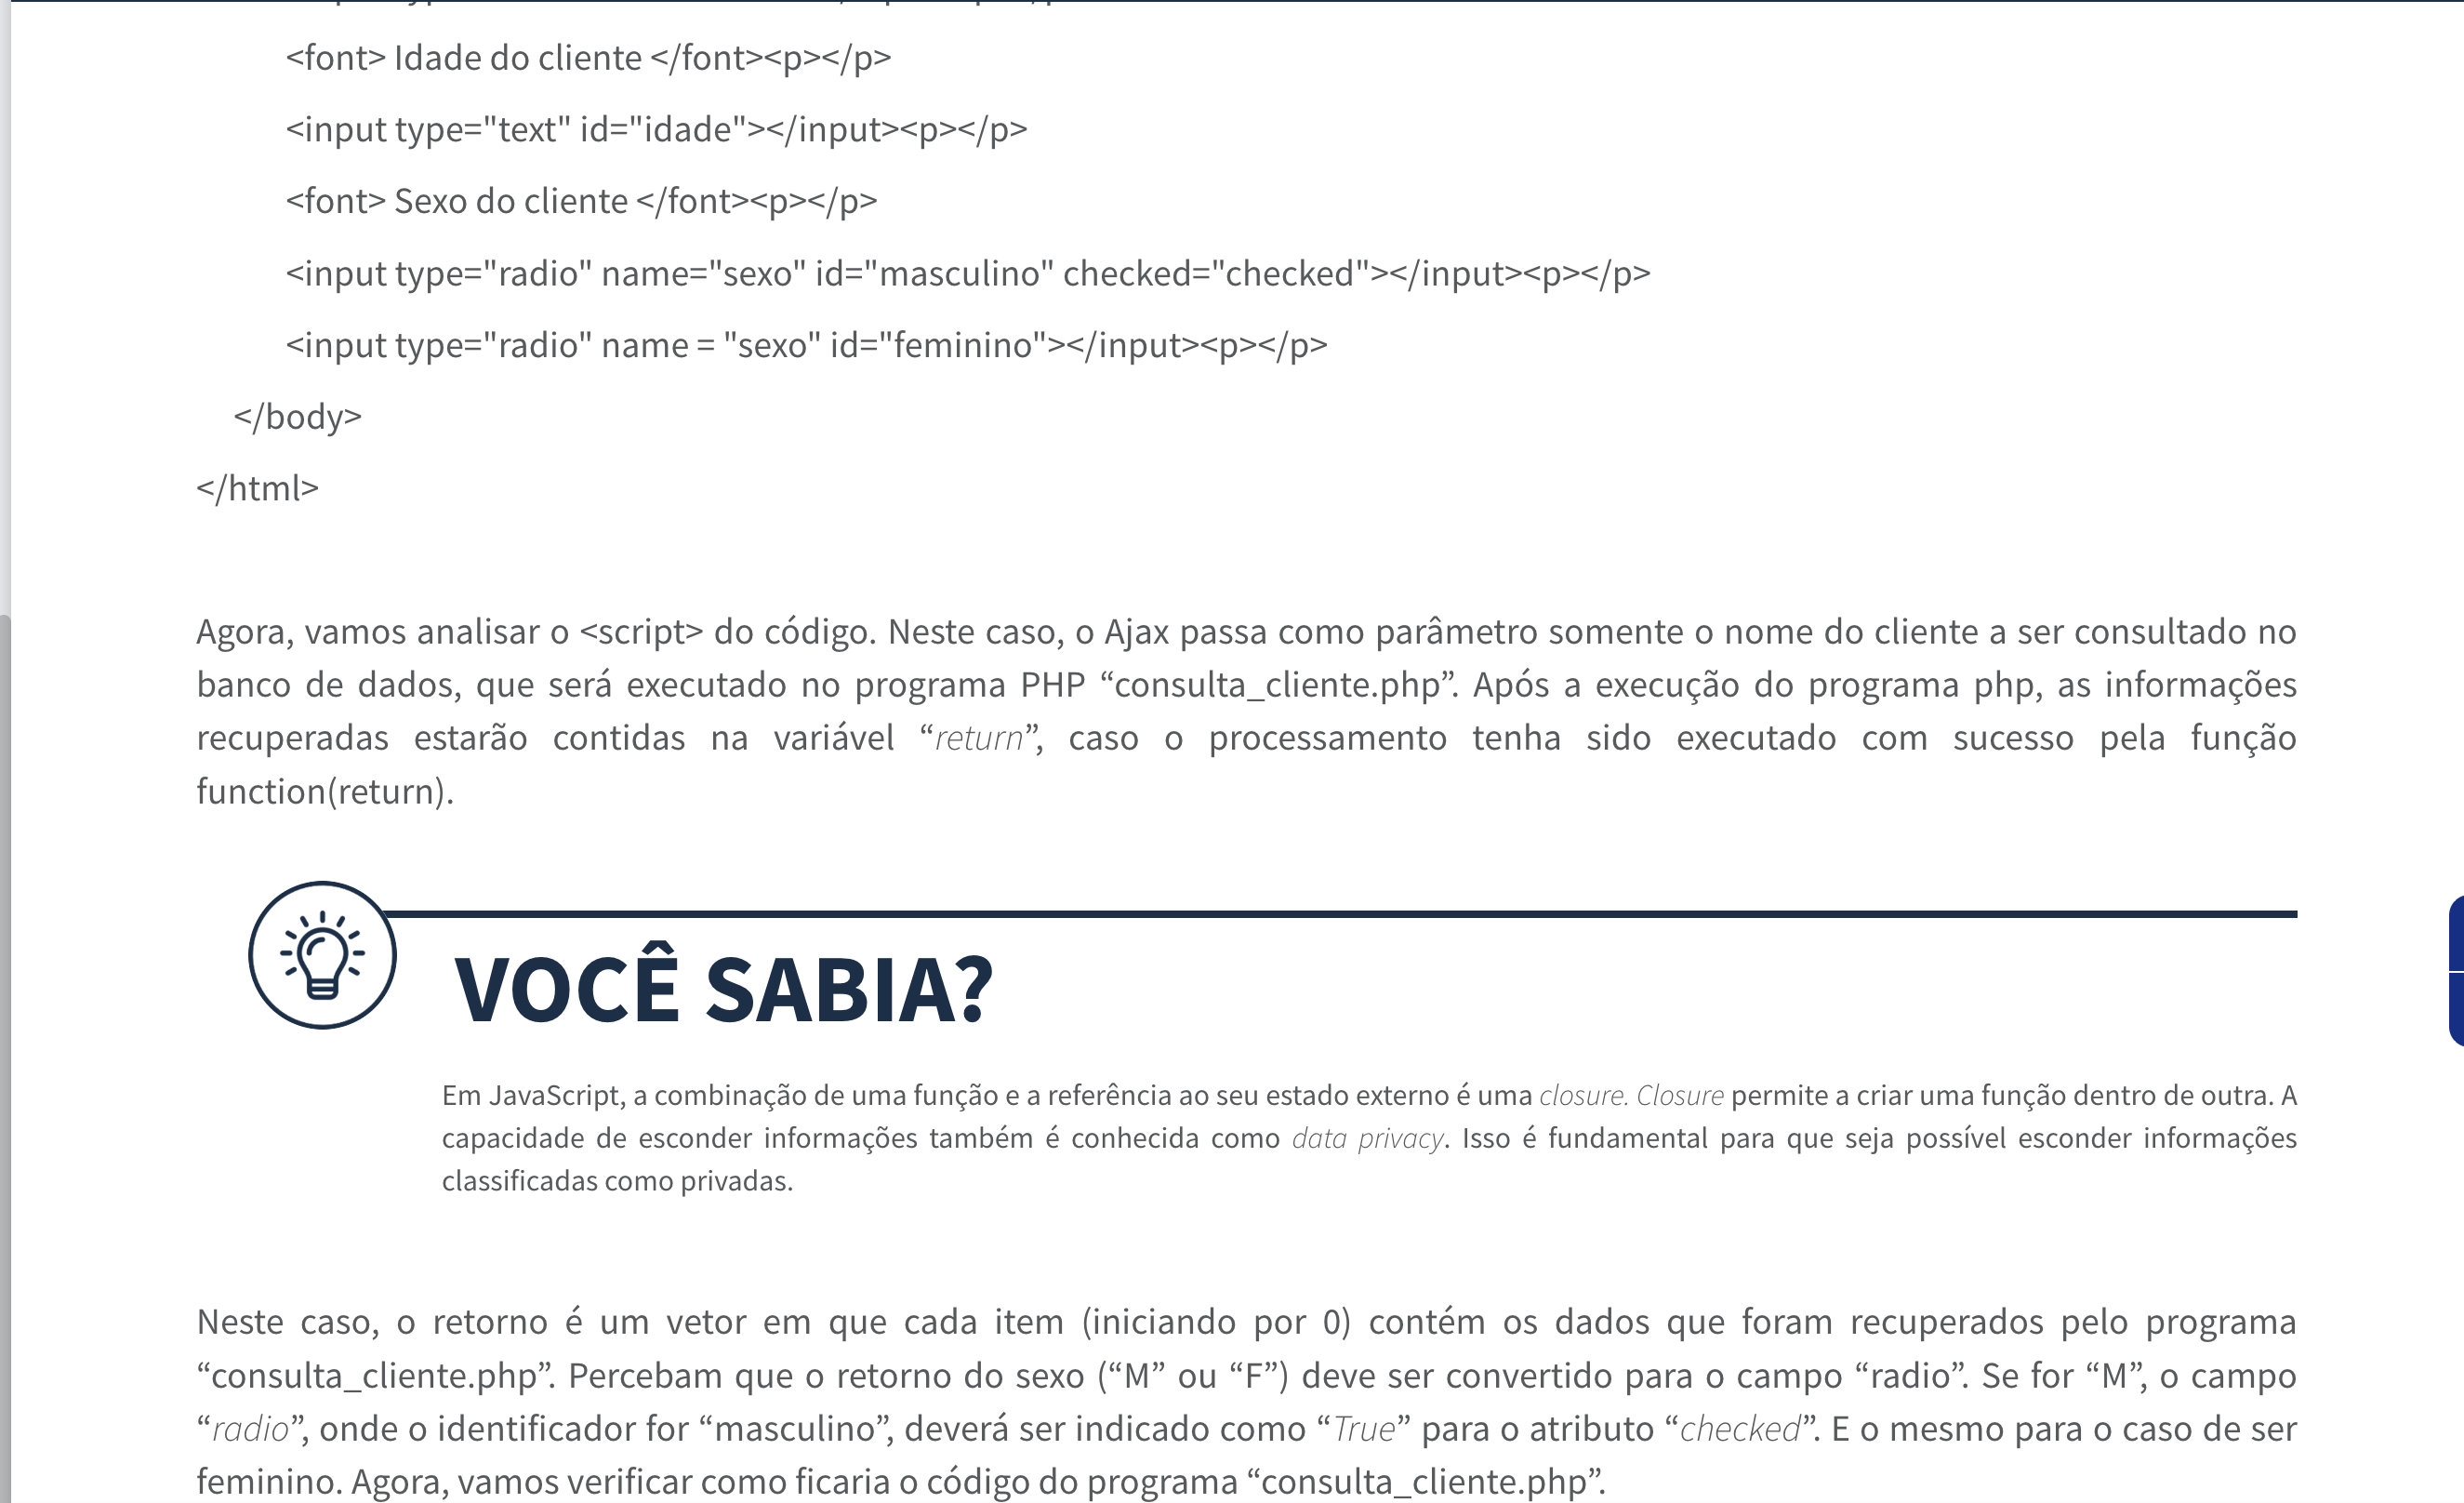 <font> Idade do cliente </font><p></p>
<input type="text" id="idade"></input><p></p>
<font> Sexo do cliente </font><p></p>
<input type="radio" name="sexo" id="masculino" checked="checked"></input><p></p>
<input type="radio" name = "sexo" id="feminino"></input><p></p>
</body>
</html>
Agora, vamos analisar o <script> do código. Neste caso, o Ajax passa como parâmetro somente o nome do cliente a ser consultado no
banco de dados, que será executado no programa PHP “consulta_cliente.php”. Após a execução do programa php, as informações
recuperadas estarão contidas na variável “return”, caso o processamento tenha sido executado com sucesso pela função
function(return).
VOCÊ SABIA?
Em JavaScript, a combinação de uma função e a referência ao seu estado externo é uma closure. Closure permite a criar uma função dentro de outra. A
capacidade de esconder informações também é conhecida como data privacy. Isso é fundamental para que seja possível esconder informações
classificadas como privadas.
Neste caso, o retorno é um vetor em que cada item (iniciando por 0) contém os dados que foram recuperados pelo programa
“consulta_cliente.php”. Percebam que o retorno do sexo (“M” ou “F”) deve ser convertido para o campo “radio”. Se for “M”, o campo
“radio”, onde o identificador for “masculino”, deverá ser indicado como “True” para o atributo “checked”. E o mesmo para o caso de ser
feminino. Agora, vamos verificar como ficaria o código do programa “consulta_cliente.php”.